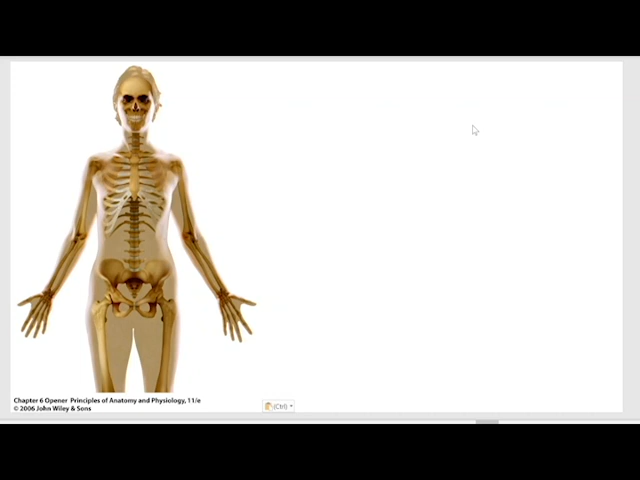 Chapter 6 Opener Principles of Anatomy and Physiology, 11/e
© 2006 John Wiley & Sons
(Ctrl)